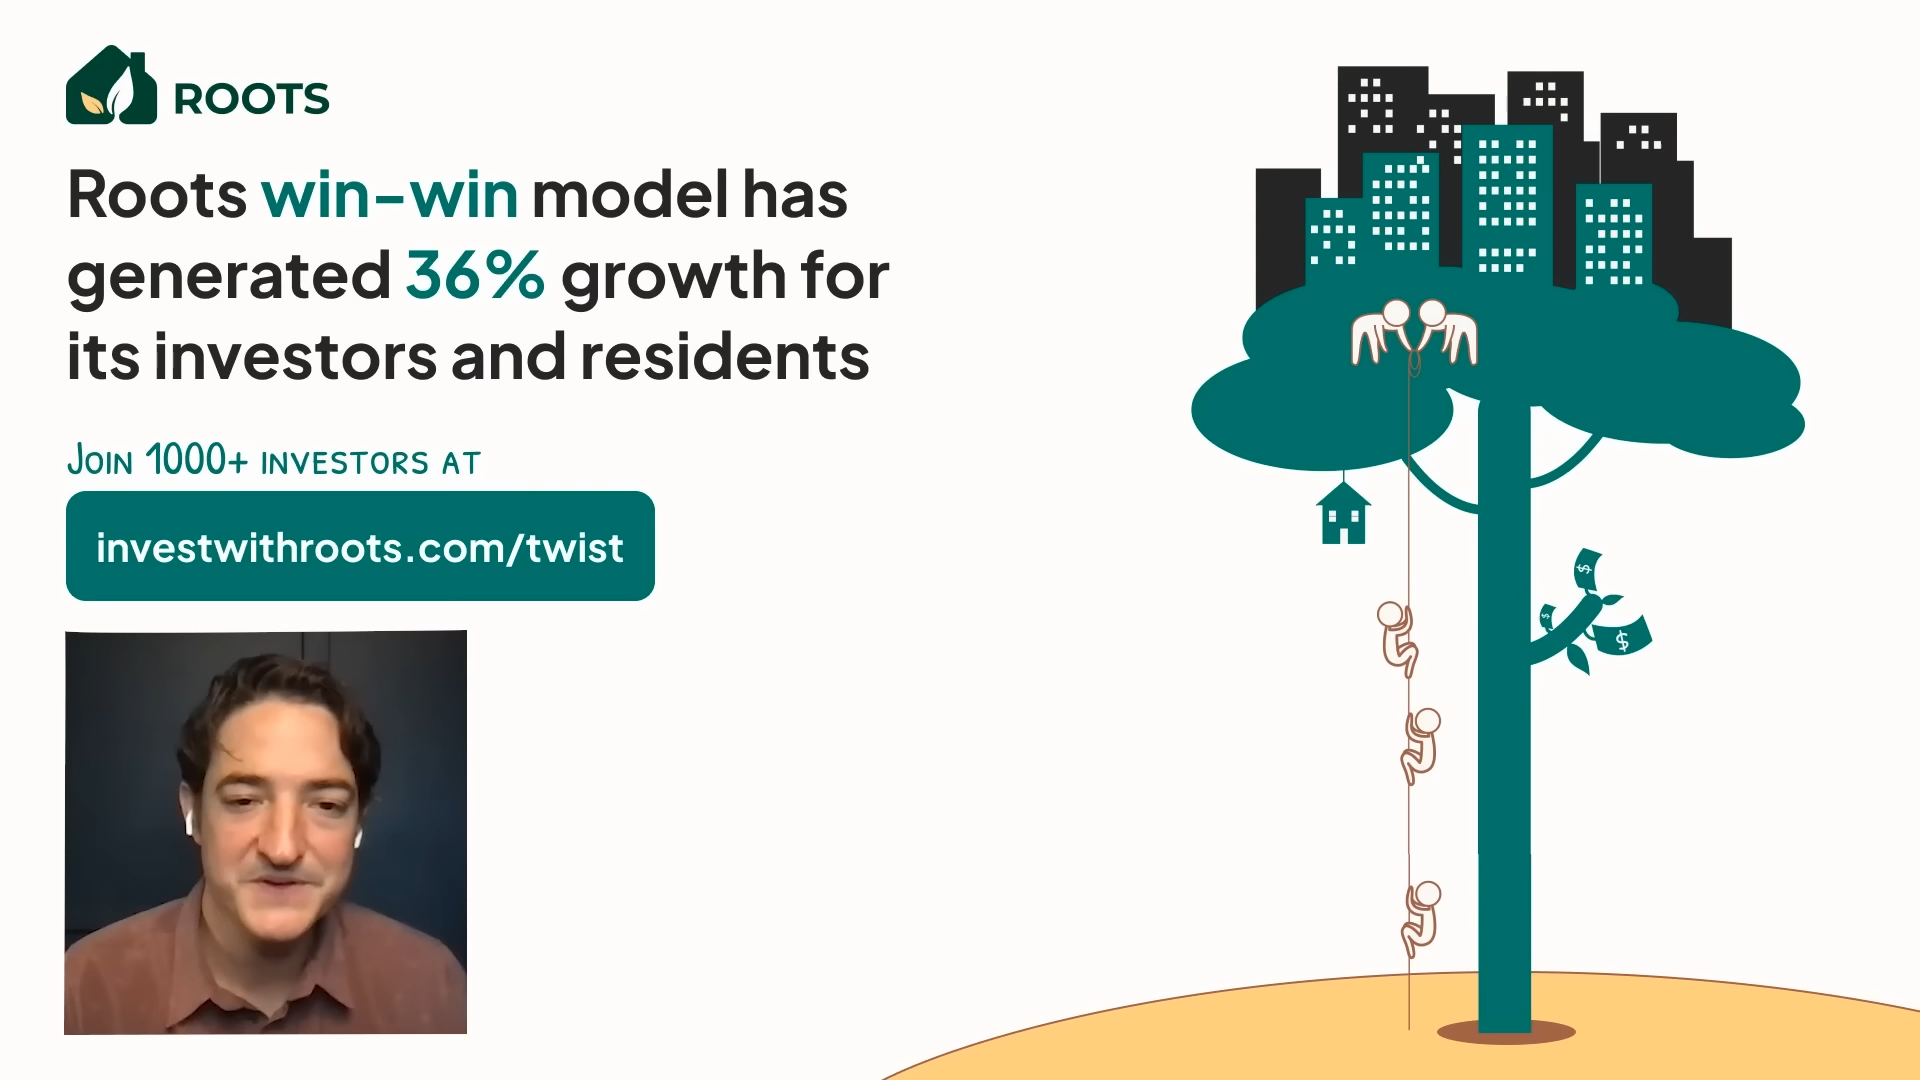 ROOTS
Roots win-win model has
generated 36% growth for
its investors and residents
JOIN 1000+ INVESTORS AT
investwithroots.com/twist
$
$
$